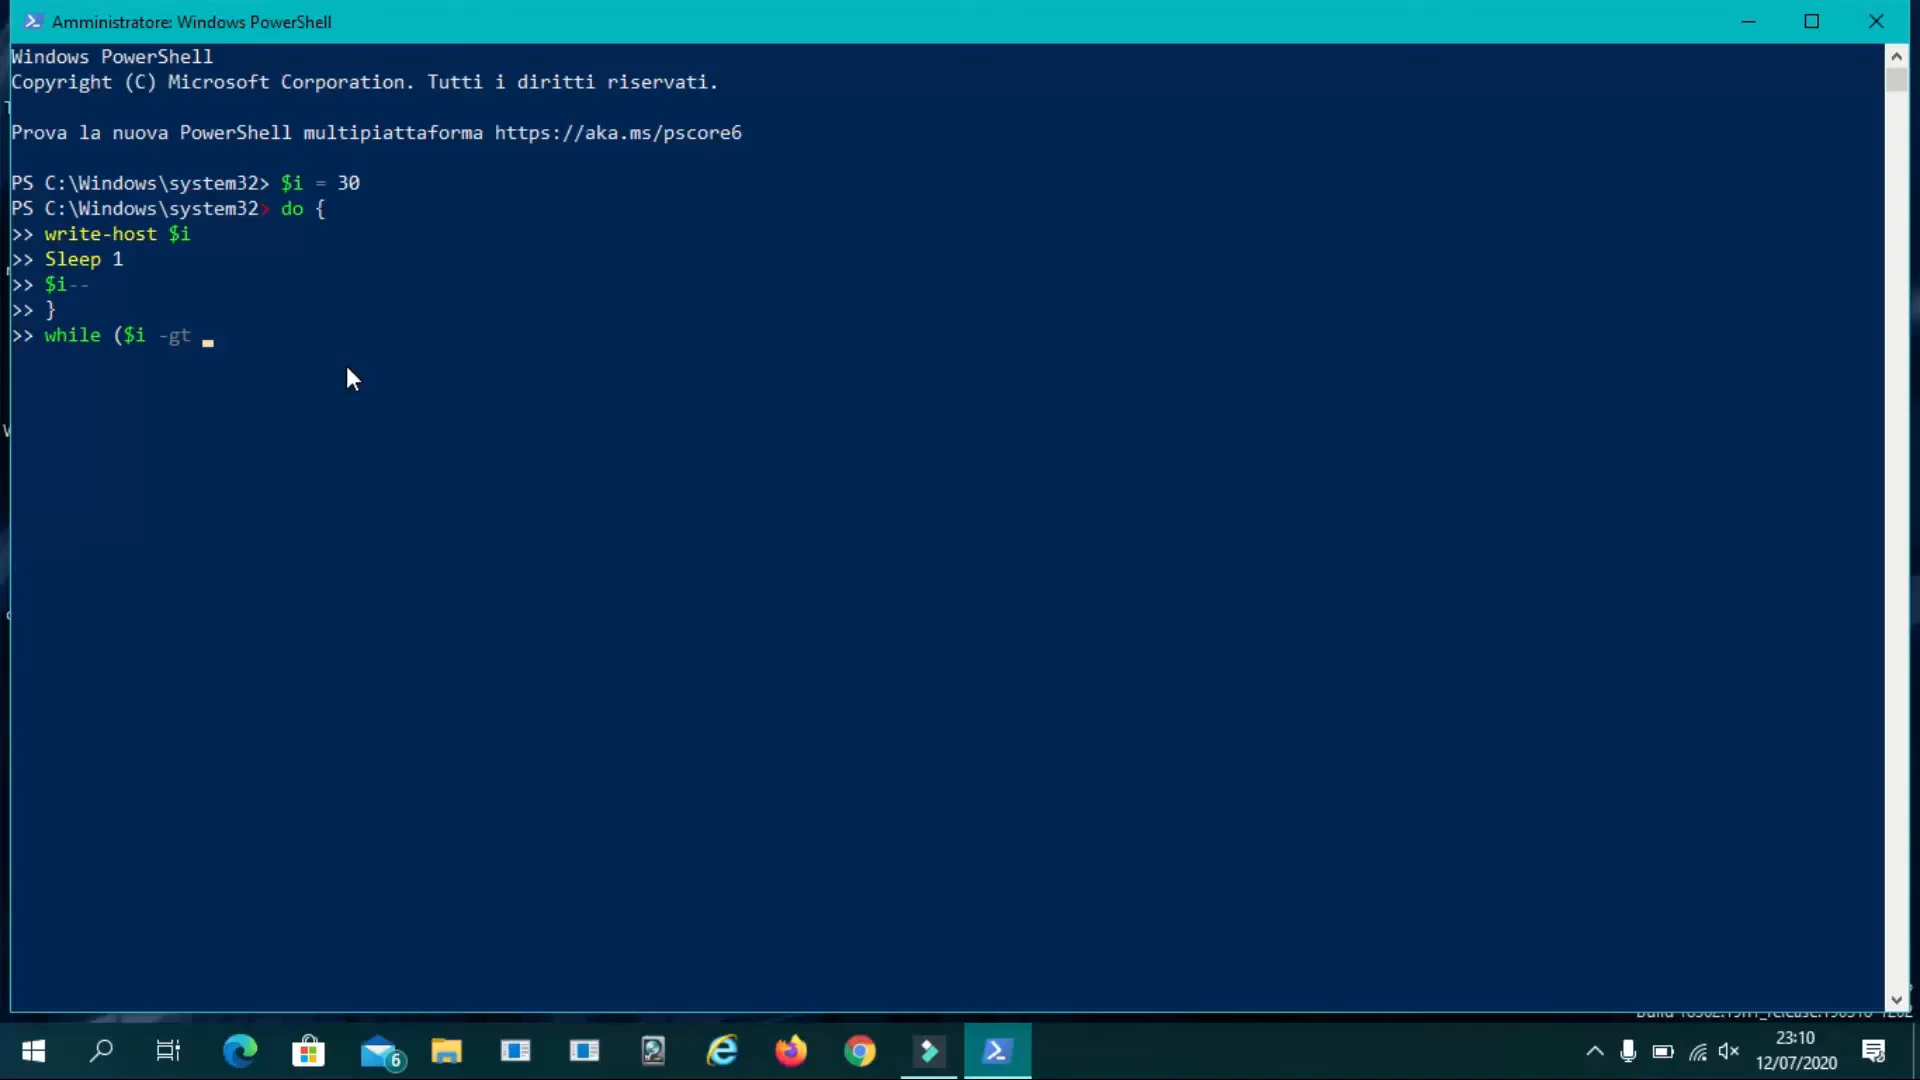 Amministratore: Windows PowerShell
Windows PowerShell
Copyright (C) Microsoft Corporation. Tutti i diritti riservati.
Prova la nuova PowerShell multipiattaforma https://aka.ms/pscore6
PS C:\Windows\system32> $i = 30
PS C:\Windows\system32> do {
>> write-host $i
>> Sleep 1
>> $i--
>> }
>> while ($i -gt
6
23:10
12/07/2020